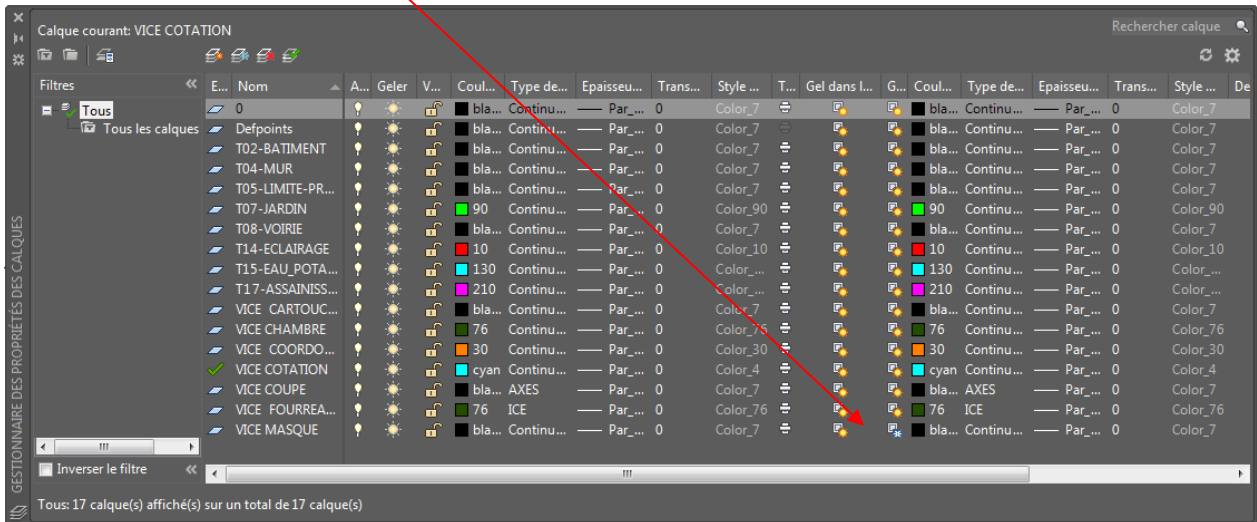 Calque courant: VICE COTATION
Rechercher calque
Filtres
E... Nom A... Geler V... Coul... Type de... Epaisseu... Trans... Style ... T... Gel dans l... G... Coul... Type de... Epaisseu... Trans... Style ... De
Tous
Tous les calques
0 bla... Continu... Par_... 0 Color_7 bla... Continu... Par_... 0 Color_7
Defpoints bla... Continu... Par_... 0 Color_7 bla... Continu... Par_... 0 Color_7
T02-BATIMENT bla... Continu... Par_... 0 Color_7 bla... Continu... Par_... 0 Color_7
T04-MUR bla... Continu... Par_... 0 Color_7 bla... Continu... Par_... 0 Color_7
T05-LIMITE-PR... bla... Continu... Par_... 0 Color_7 bla... Continu... Par_... 0 Color_7
T07-JARDIN 90 Continu... Par_... 0 Color_90 90 Continu... Par_... 0 Color_90
T08-VOIRIE bla... Continu... Par_... 0 Color_7 bla... Continu... Par_... 0 Color_7
T14-ECLAIRAGE 10 Continu... Par_... 0 Color_10 10 Continu... Par_... 0 Color_10
T15-EAU_POTA... 130 Continu... Par_... 0 Color_... 130 Continu... Par_... 0 Color_...
T17-ASSAINISS... 210 Continu... Par_... 0 Color_... 210 Continu... Par_... 0 Color_...
VICE CARTOUC... bla... Continu... Par_... 0 Color_7 bla... Continu... Par_... 0 Color_7
VICE CHAMBRE 76 Continu... Par_... 0 Color_76 76 Continu... Par_... 0 Color_76
VICE COORDO... 30 Continu... Par_... 0 Color_30 30 Continu... Par_... 0 Color_30
VICE COTATION cyan Continu... Par_... 0 Color_4 cyan Continu... Par_... 0 Color_4
VICE COUPE bla... AXES Par_... 0 Color_7 bla... AXES Par_... 0 Color_7
VICE FOURREA... 76 ICE Par_... 0 Color_76 76 ICE Par_... 0 Color_76
VICE MASQUE bla... Continu... Par_... 0 Color_7 bla... Continu... Par_... 0 Color_7
Inverser le filtre
Tous: 17 calque(s) affiché(s) sur un total de 17 calque(s)
GESTIONNAIRE DES PROPRIÉTÉS DES CALQUES